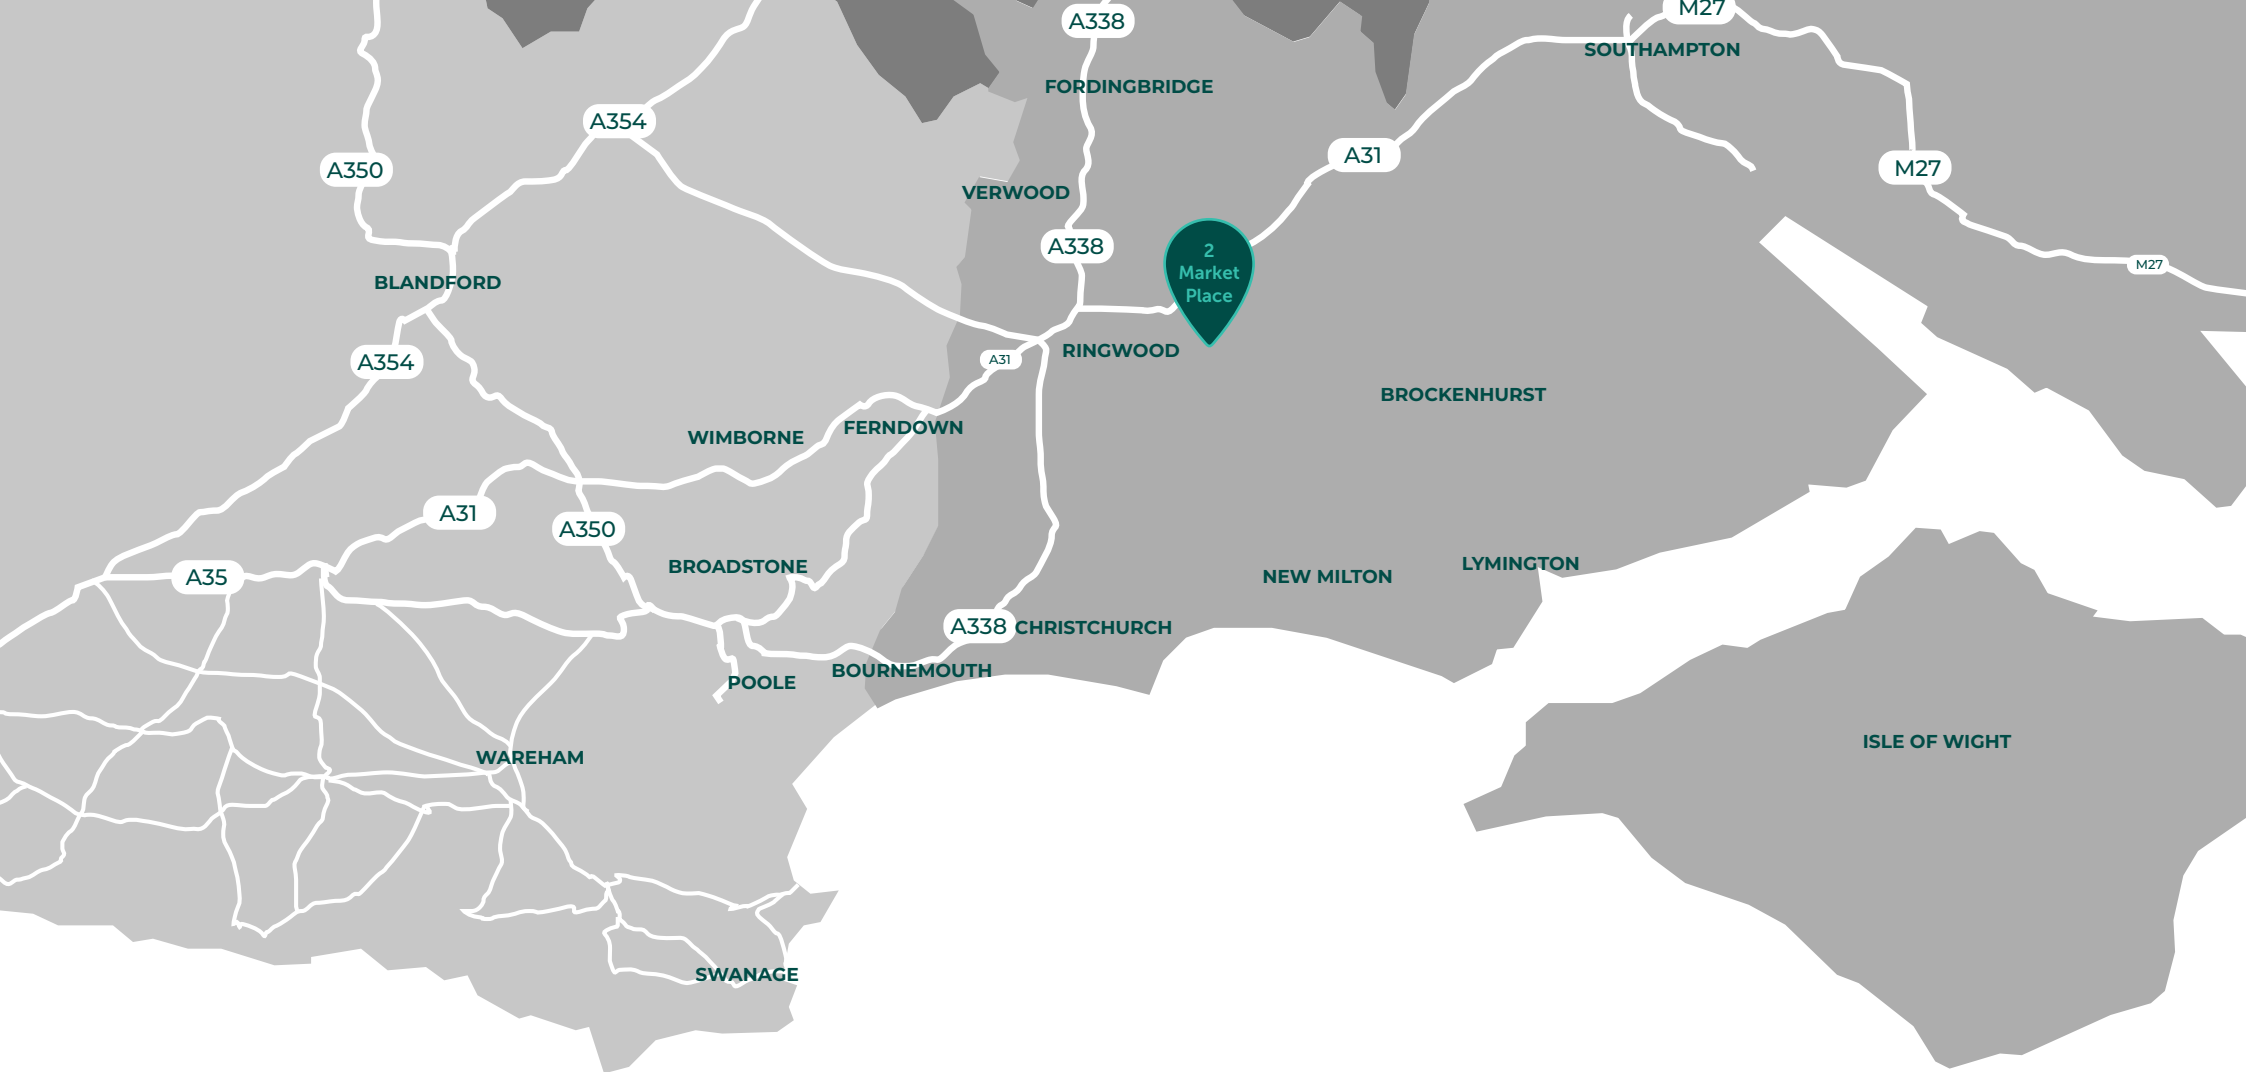 M27
A338
SOUTHAMPTON
FORDINGBRIDGE
A354
A31
A350
M27
VERWOOD
A338
2
Market
Place
M27
BLANDFORD
RINGWOOD
A31
A354
BROCKENHURST
FERNDOWN
WIMBORNE
A31
A350
LYMINGTON
BROADSTONE
NEW MILTON
A35
A338
CHRISTCHURCH
BOURNEMOUTH
POOLE
ISLE OF WIGHT
WAREHAM
SWANAGE